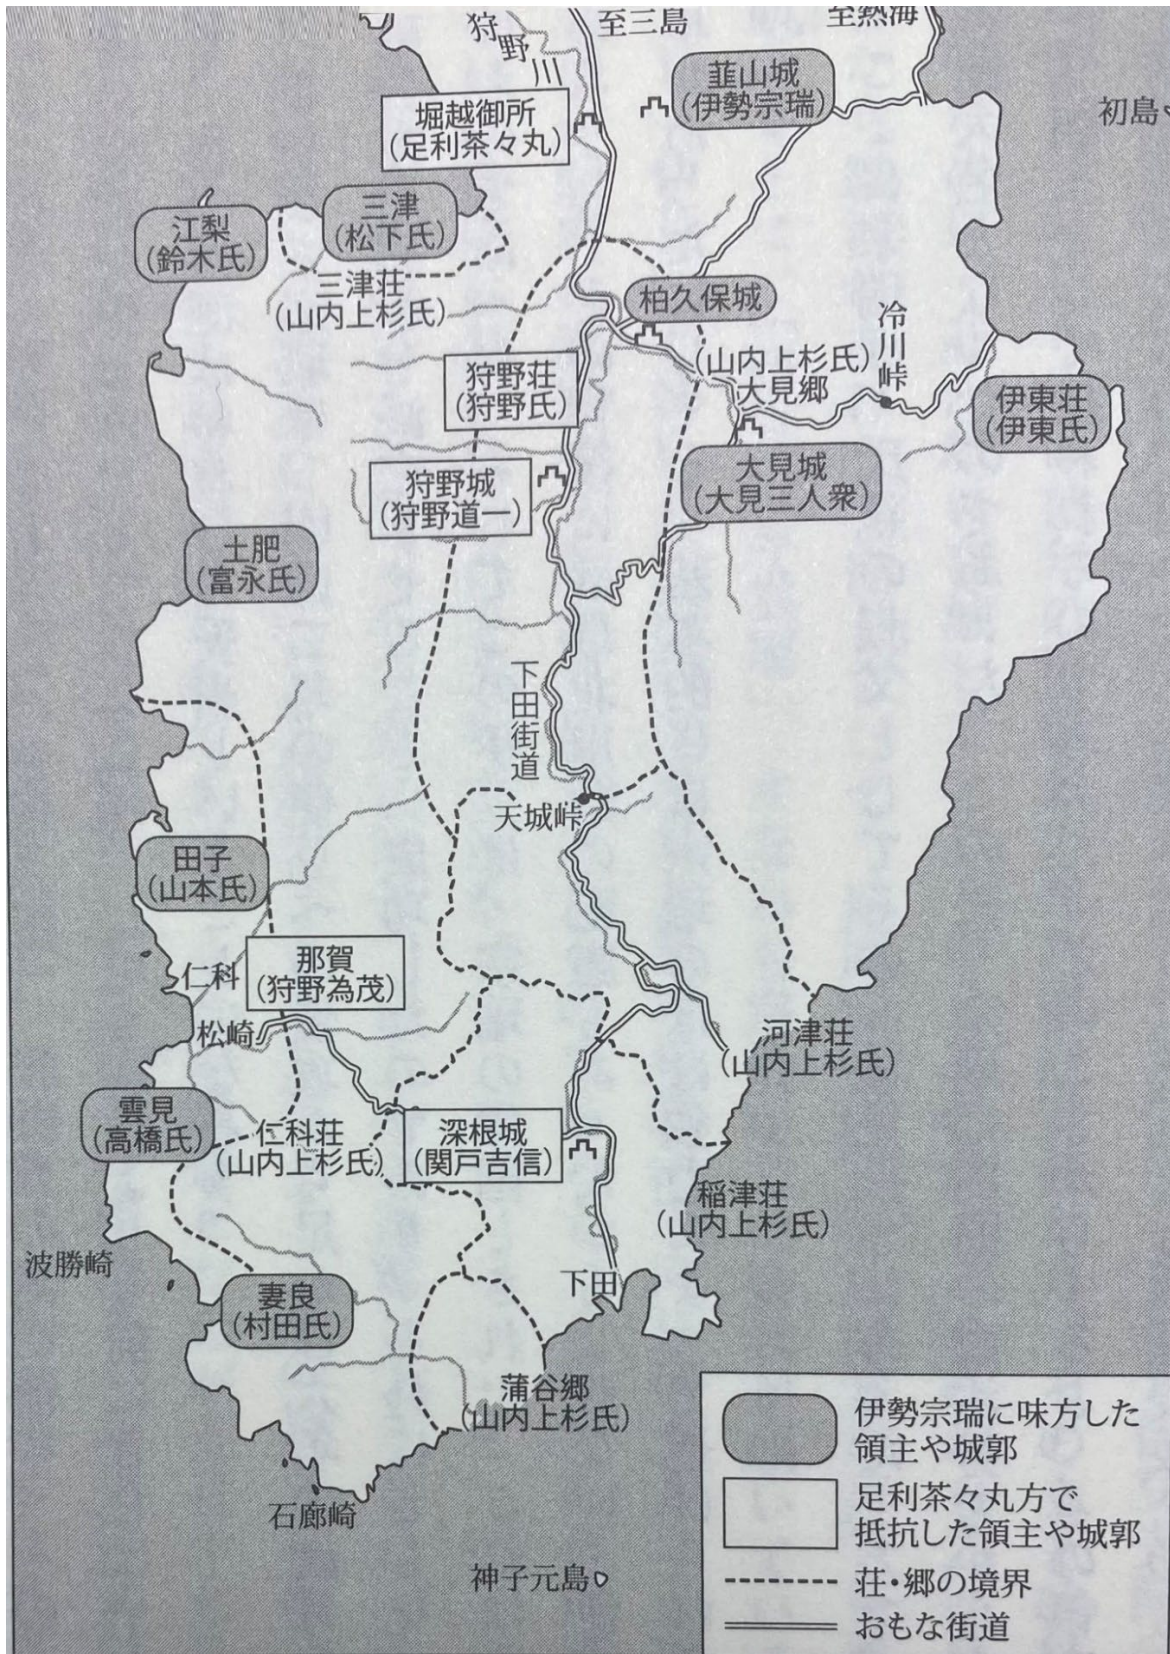 狩野川
至三島
至熱海
韮山城
(伊勢宗瑞)
初島
堀越御所
(足利茶々丸)
江梨
(鈴木氏)
三津
(松下氏)
三津荘
(山内上杉氏)
柏久保城
冷川峠
(山内上杉氏)
大見郷
狩野荘
(狩野氏)
伊東荘
(伊東氏)
狩野城
(狩野道一)
大見城
(大見三人衆)
土肥
(富永氏)
下田街道
天城峠
田子
(山本氏)
那賀
(狩野為茂)
仁科
松崎
河津荘
(山内上杉氏)
雲見
(高橋氏)
仁科荘
(山内上杉氏)
深根城
(関戸吉信)
稲津荘
(山内上杉氏)
波勝崎
妻良
(村田氏)
下田
蒲谷郷
(山内上杉氏)
石廊崎
神子元島
伊勢宗瑞に味方した
領主や城郭
足利茶々丸方で
抵抗した領主や城郭
荘・郷の境界
おもな街道